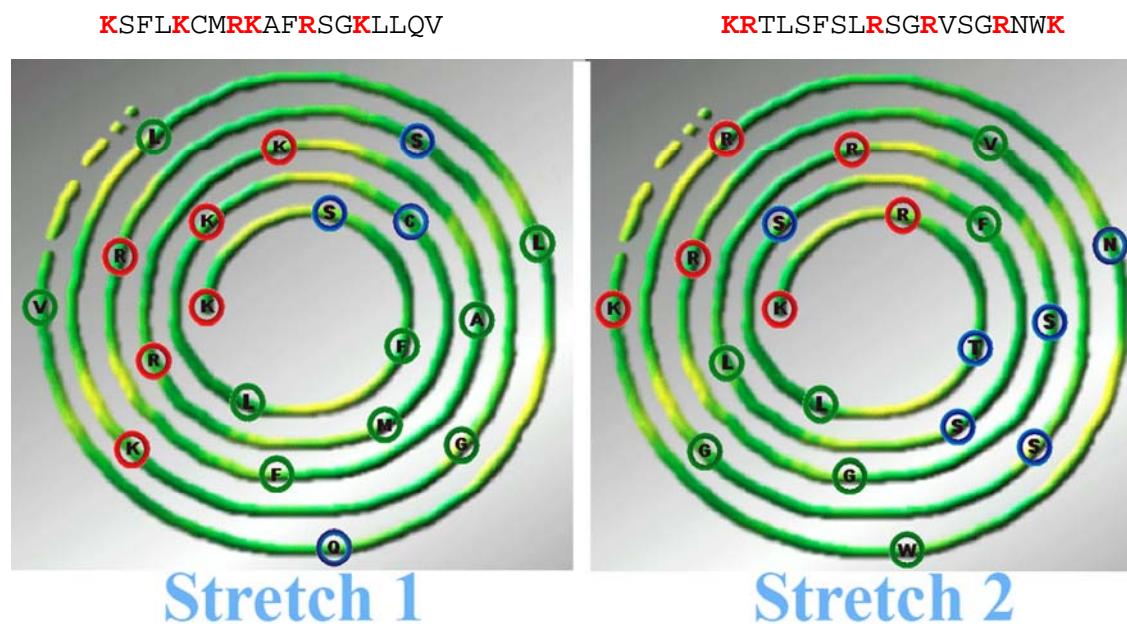 KSFLKCMRKAFRSGKLLQV
KRTLSFSLRSGRVSGRNWK
L
K
S
K
S
C
R
L
V
K
A
R
F
L
M
K
G
F
Q
Stretch 1
R
R
V
S
R
F
R
N
K
K
S
L
T
L
S
G
S
G
W
Stretch 2